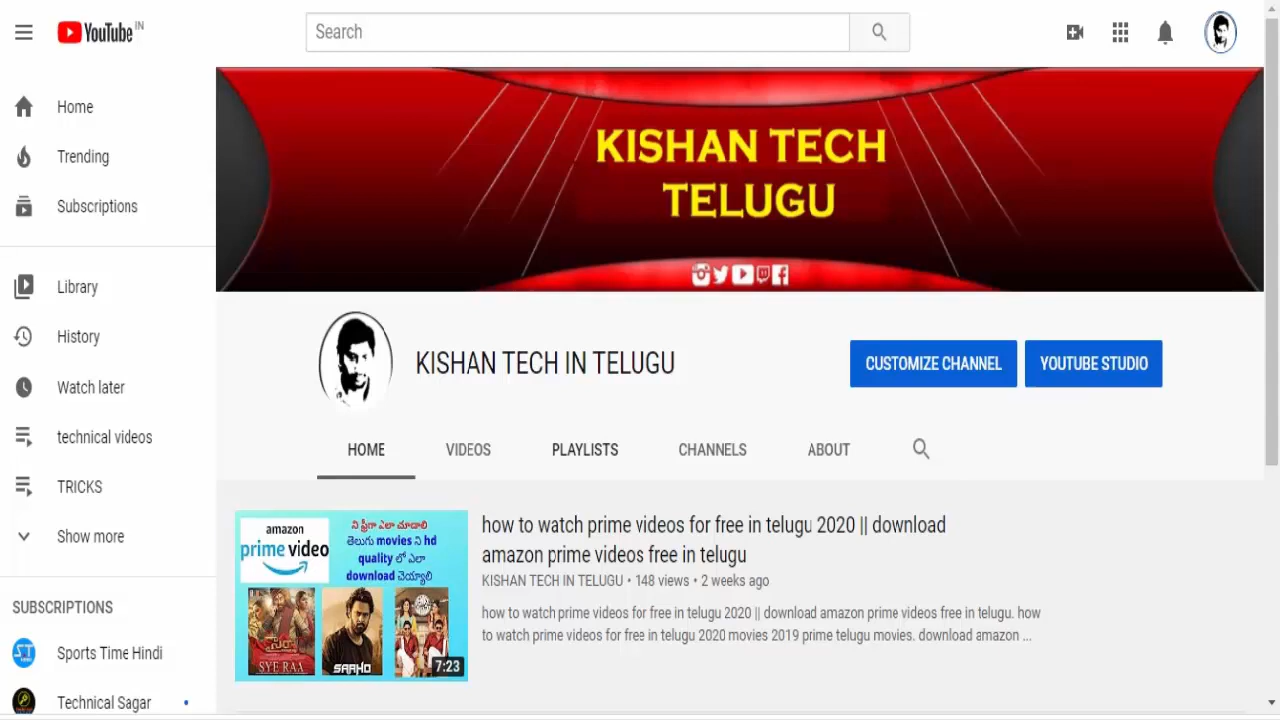 YouTube IN
Search
Home
Trending
Subscriptions
Library
History
Watch later
technical videos
TRICKS
Show more
SUBSCRIPTIONS
Sports Time Hindi
Technical Sagar
KISHAN TECH
TELUGU
KISHAN TECH IN TELUGU
CUSTOMIZE CHANNEL
YOUTUBE STUDIO
HOME
VIDEOS
PLAYLISTS
CHANNELS
ABOUT
amazon
prime video
ని ఫ్రీగా ఎలా చూడాలి
తెలుగు movies ని hd
quality లో ఎలా
download చెయ్యాలి
SYE RAA
SAAHO
7:23
how to watch prime videos for free in telugu 2020 || download
amazon prime videos free in telugu
KISHAN TECH IN TELUGU • 148 views • 2 weeks ago
how to watch prime videos for free in telugu 2020 || download amazon prime videos free in telugu. how
to watch prime videos for free in telugu 2020 movies 2019 prime telugu movies. download amazon ...